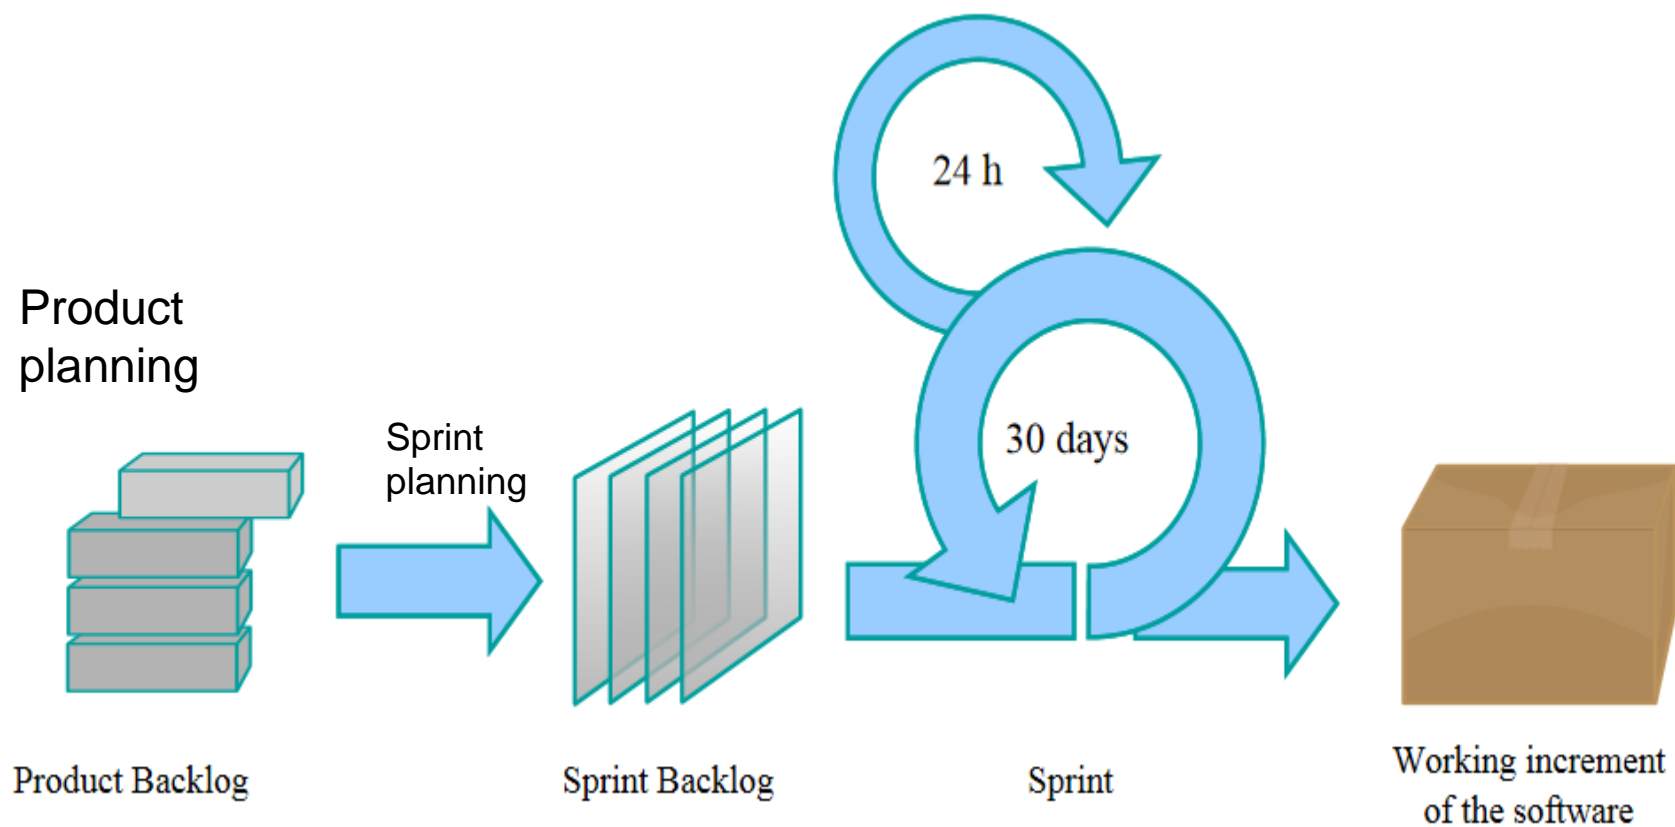 24 h
Product
planning
Sprint
planning
30 days
Product Backlog
Sprint Backlog
Sprint
Working increment
of the software